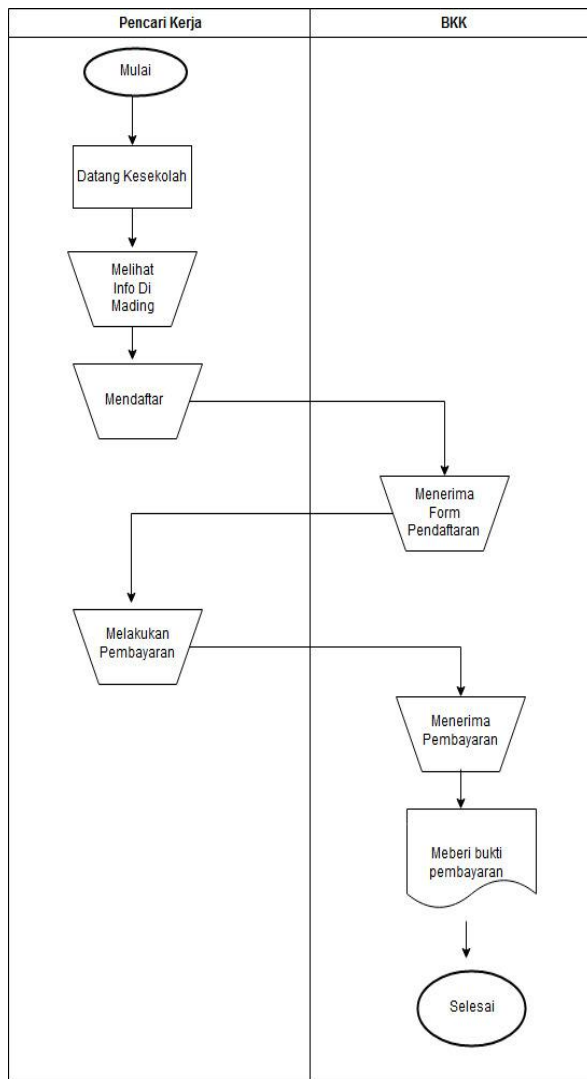 Pencari Kerja
BKK
Mulai
Datang Kesekolah
Melihat
Info Di
Mading
Mendaftar
Menerima
Form
Pendaftaran
Melakukan
Pembayaran
Menerima
Pembayaran
Meberi bukti
pembayaran
Selesai